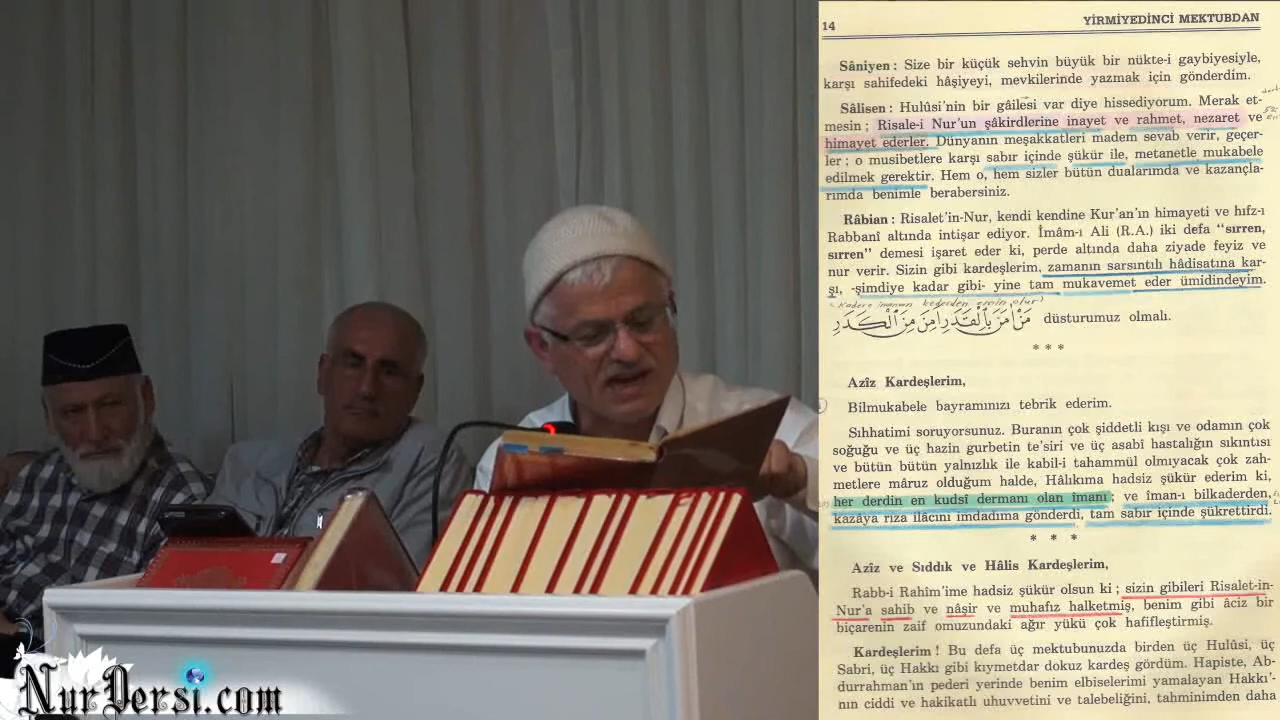 14
YİRMİYEDİNCİ MEKTUBDAN
Sâniyen : Size bir küçük sehvin büyük bir nükte-i gaybiyesiyle,
karşı sahifedeki hâşiyeyi, mevkilerinde yazmak için gönderdim.
Sâlisen : Hulûsi'nin bir gâilesi var diye hissediyorum. Merak et-
mesin ; Risale-i Nur'un şâkirdlerine inayet ve rahmet, nezaret ve
himayet ederler. Dünyanın meşakkatleri madem sevab verir, geçer-
ler ; o musibetlere karşı sabır içinde şükür ile, metanetle mukabele
edilmek gerektir. Hem o, hem sizler bütün dualarımda ve kazançla-
rımda benimle berabersiniz.
Râbian : Risalet'in-Nur, kendi kendine Kur'an'ın himayeti ve hıfz-ı
Rabbanî altında intişar ediyor. İmâm-ı Ali (R.A.) iki defa "sırren,
sırren" demesi işaret eder ki, perde altında daha ziyade feyiz ve
nur verir. Sizin gibi kardeşlerim, zamanın sarsıntılı hâdisatına kar-
şı, -şimdiye kadar gibi- yine tam mukavemet eder ümidindeyim.
(Kadere inanan kederden emin olur)
مَنْ اٰمَنَ بِالْقَدَرِ اَمِنَ مِنَ الْكَدَرِ düsturumuz olmalı.
* * *
Azîz Kardeşlerim,
Bilmukabele bayramınızı tebrik ederim.
Sıhhatimi soruyorsunuz. Buranın çok şiddetli kışı ve odamın çok
soğuğu ve üç hazin gurbetin te'siri ve üç asabî hastalığın sıkıntısı
ve bütün bütün yalnızlık ile kabil-i tahammül olmıyacak çok zah-
metlere mâruz olduğum halde, Hâlıkıma hadsiz şükür ederim ki,
her derdin en kudsî dermanı olan îmanı ; ve îman-ı bilkaderden,
kazâya rıza ilâcını imdadıma gönderdi, tam sabır içinde şükrettirdi.
* * *
Azîz ve Sıddık ve Hâlis Kardeşlerim,
Rabb-i Rahîm'ime hadsiz şükür olsun ki ; sizin gibileri Risalet-in-
Nur'a sahib ve nâşir ve muhafız halketmiş, benim gibi âciz bir
biçarenin zaif omuzundaki ağır yükü çok hafifleştirmiş.
Kardeşlerim ! Bu defa üç mektubunuzda birden üç Hulûsi, üç
Sabri, üç Hakkı gibi kıymetdar dokuz kardeş gördüm. Hapiste, Ab-
durrahman'ın pederi yerinde benim elbiselerimi yamalayan Hakkı'-
nın ciddi ve hakikatlı uhuvvetini ve talebeliğini, tahminimden daha
NurDersi.com